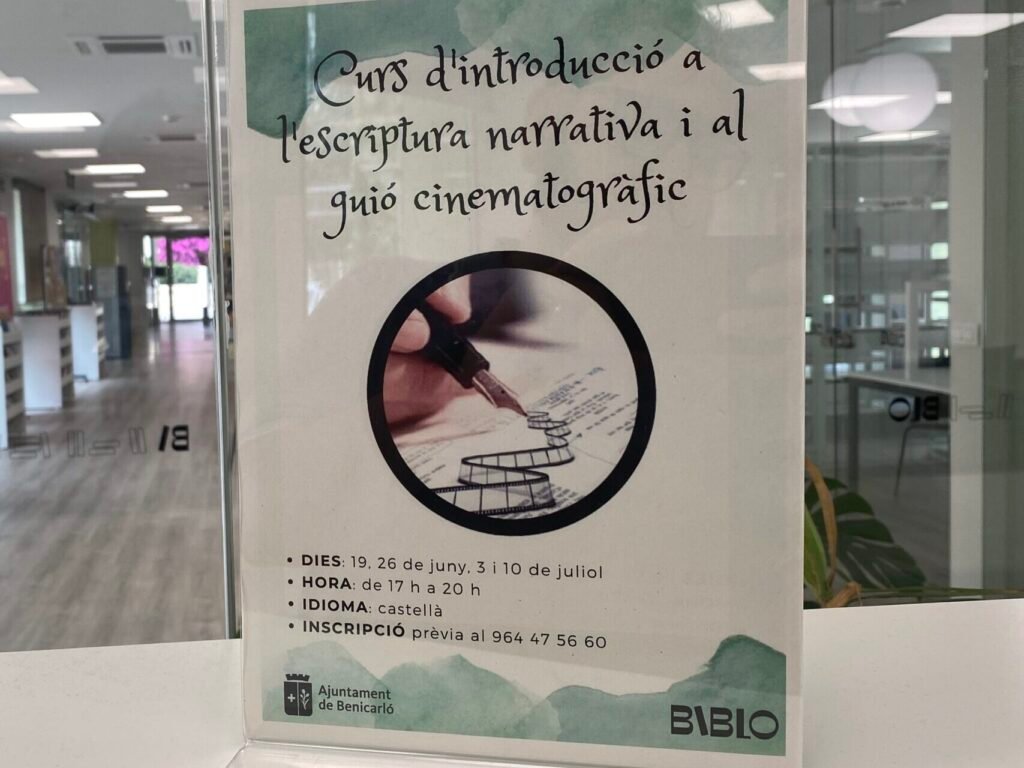 Curs d'introducció a
l'escriptura narrativa i al
guió cinematogràfic
• DIES: 19, 26 de juny, 3 i 10 de juliol
• HORA: de 17 h a 20 h
• IDIOMA: castellà
• INSCRIPCIÓ prèvia al 964 47 56 60
Ajuntament
de Benicarló
BIBLO